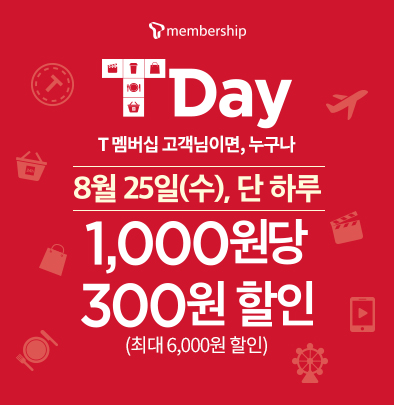 T membership
T Day
T 멤버십 고객님이면, 누구나
8월 25일(수), 단 하루
1,000원당
300원 할인
(최대 6,000원 할인)